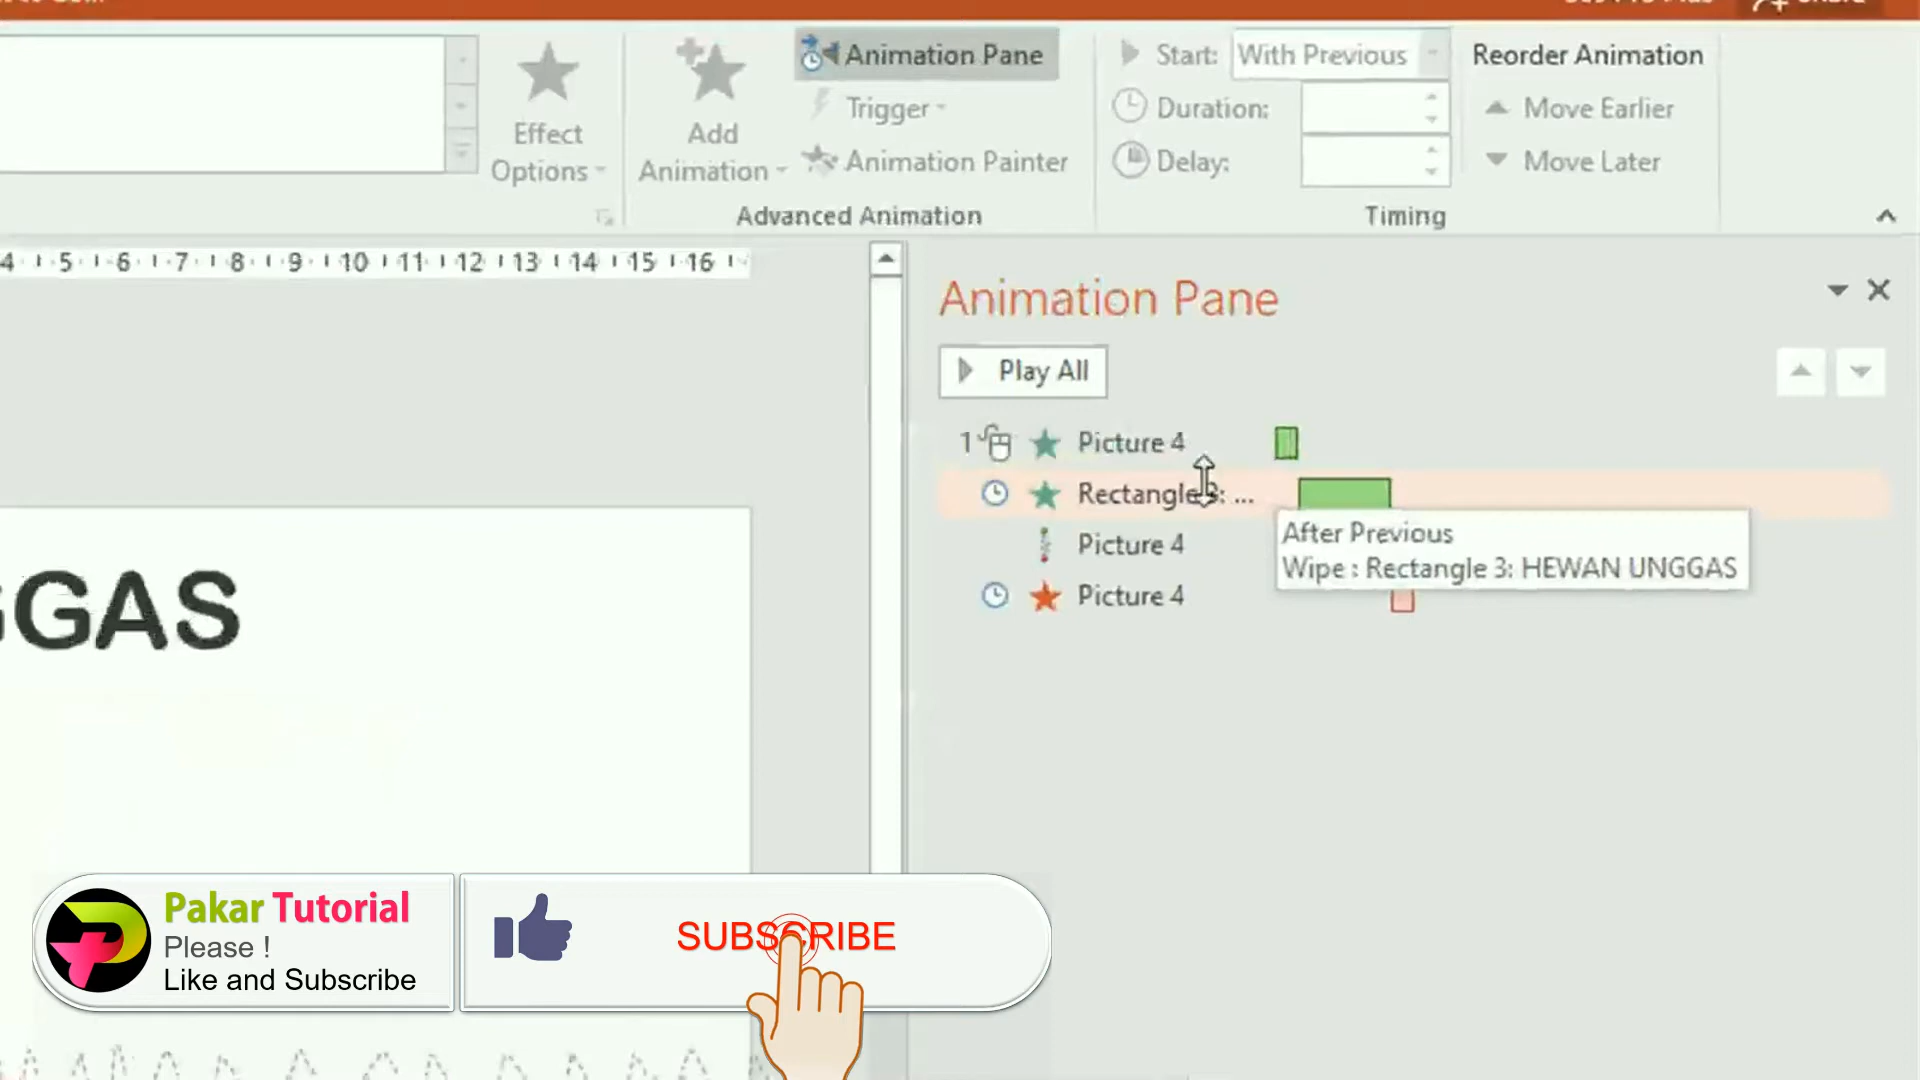 Animation Pane
Start: With Previous
Reorder Animation
Effect Options
Add Animation
Trigger
Duration:
Move Earlier
Animation Painter
Delay:
Move Later
Advanced Animation
Timing
4 5 6 7 8 9 10 11 12 13 14 15 16
Animation Pane
Play All
1 Picture 4
Rectangle 3: ...
Picture 4
Picture 4
After Previous
Wipe : Rectangle 3: HEWAN UNGGAS
GGAS
Pakar Tutorial
Please !
Like and Subscribe
SUBSCRIBE